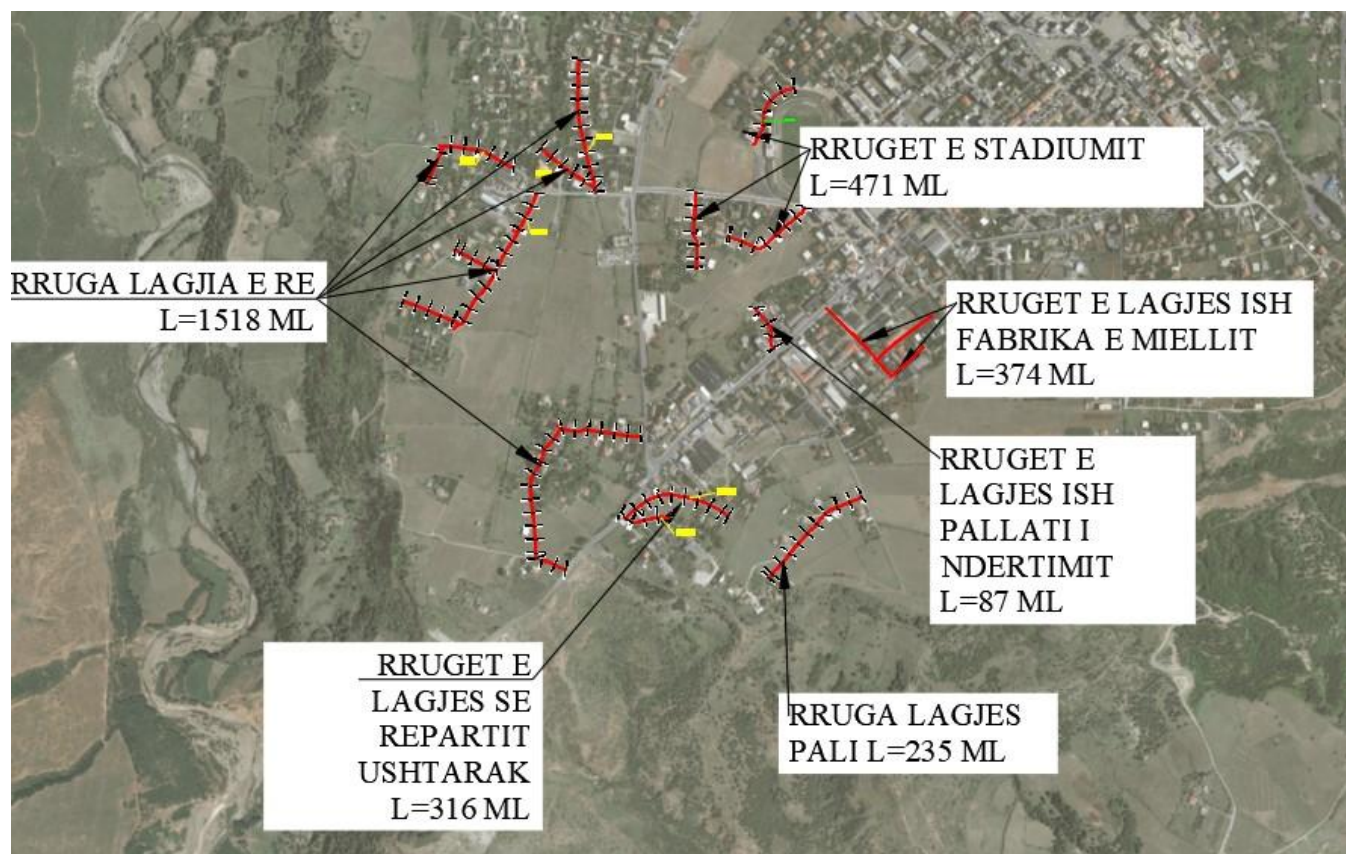 RRUGET E STADIUMIT
L=471 ML
RRUGA LAGJIA E RE
L=1518 ML
RRUGET E LAGJES ISH
FABRIKA E MIELLIT
L=374 ML
RRUGET E
LAGJES ISH
PALLATI I
NDERTIMIT
L=87 ML
RRUGET E
LAGJES SE
REPARTIT
USHTARAK
L=316 ML
RRUGA LAGJES
PALI L=235 ML